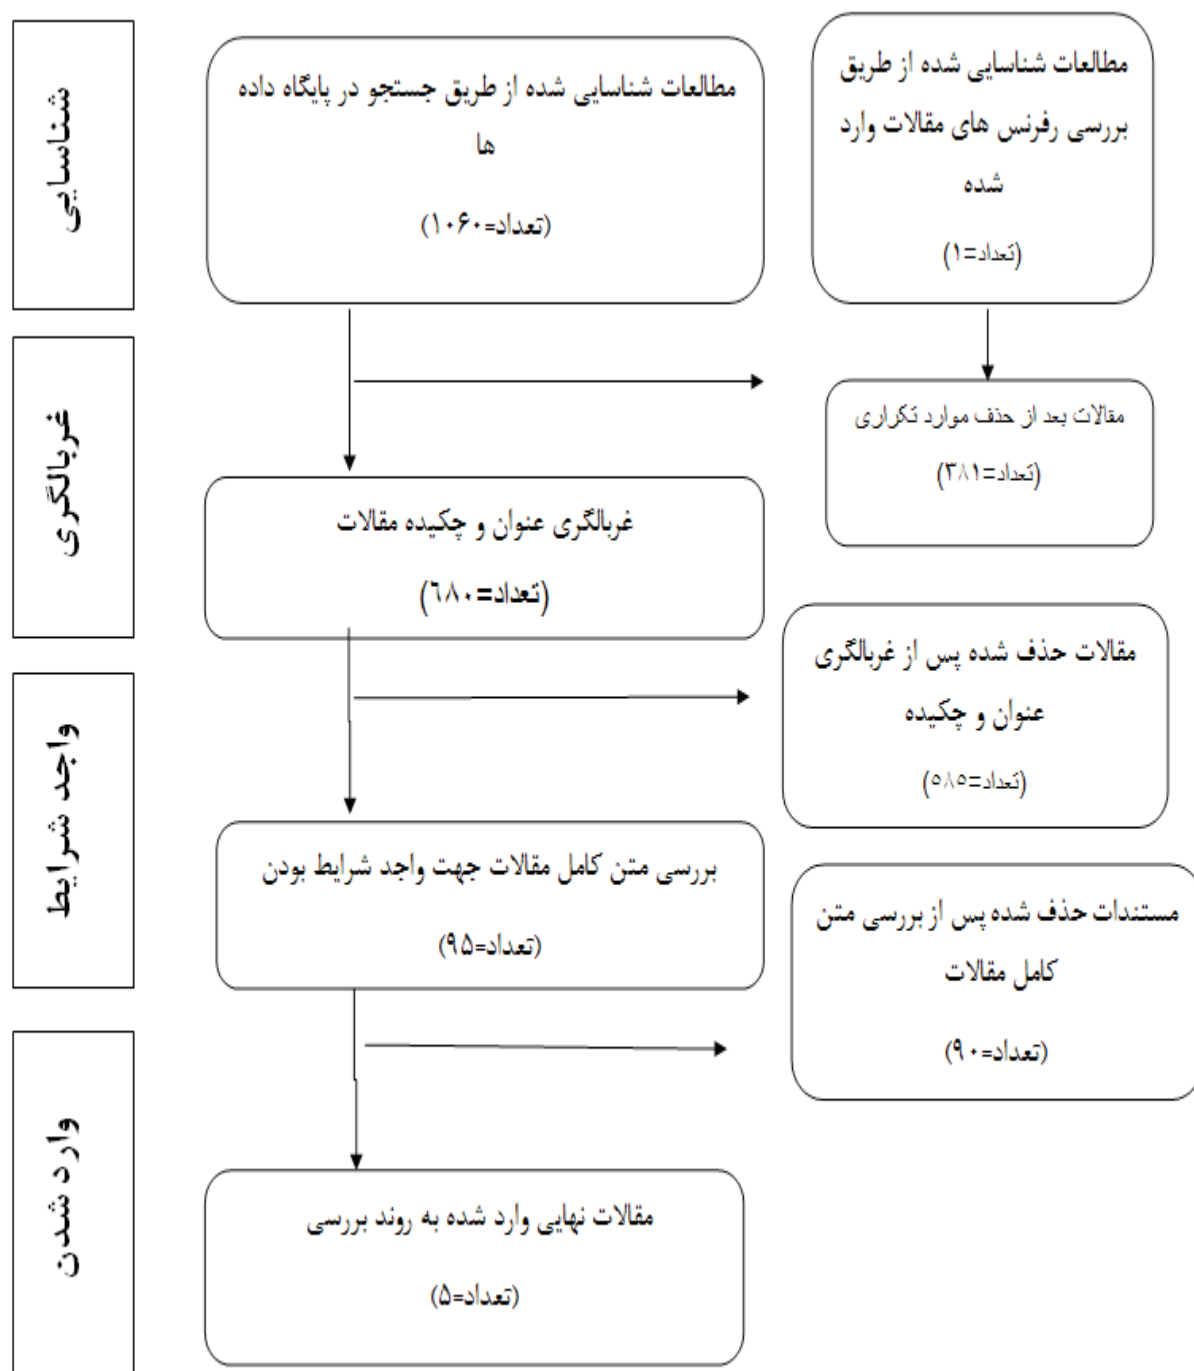 شناسایی
مطالعات شناسایی شده از طریق جستجو در پایگاه داده
ها
(تعداد=۱۰۶۰)
مطالعات شناسایی شده از طریق
بررسی رفرنس های مقالات وارد
شده
(تعداد=۱)
غربالگری
مقالات بعد از حذف موارد تکراری
(تعداد=۳۸۱)
غربالگری عنوان و چکیده مقالات
(تعداد=٦٨٠)
مقالات حذف شده پس از غربالگری
عنوان و چکیده
(تعداد=٥٨٥)
واجد شرایط
بررسی متن کامل مقالات جهت واجد شرایط بودن
(تعداد=۹۵)
مستندات حذف شده پس از بررسی متن
کامل مقالات
(تعداد=۹۰)
وارد شدن
مقالات نهایی وارد شده به روند بررسی
(تعداد=۵)